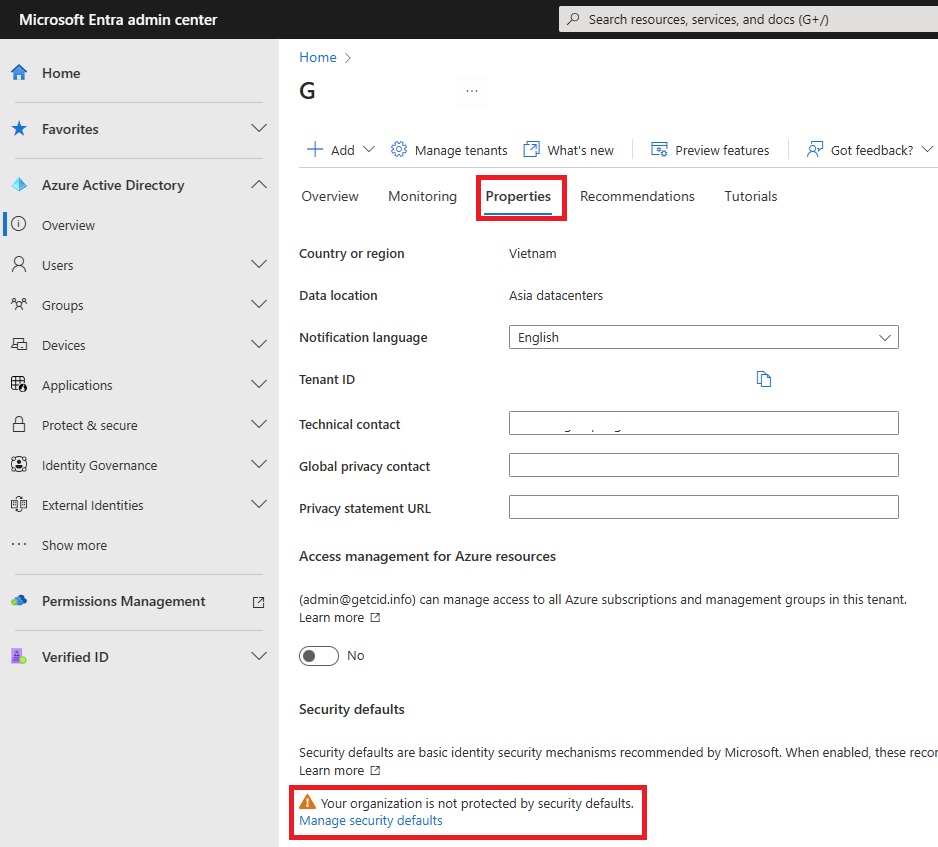 Microsoft Entra admin center
Search resources, services, and docs (G+/)
Home
Favorites
Azure Active Directory
Overview
Users
Groups
Devices
Applications
Protect & secure
Identity Governance
External Identities
Show more
Permissions Management
Verified ID
Home
G
Add
Manage tenants
What's new
Preview features
Got feedback?
Overview
Monitoring
Properties
Recommendations
Tutorials
Country or region
Vietnam
Data location
Asia datacenters
Notification language
English
Tenant ID
Technical contact
Global privacy contact
Privacy statement URL
Access management for Azure resources
(admin@getcid.info) can manage access to all Azure subscriptions and management groups in this tenant.
Learn more
No
Security defaults
Security defaults are basic identity security mechanisms recommended by Microsoft. When enabled, these
Learn more
Your organization is not protected by security defaults.
Manage security defaults